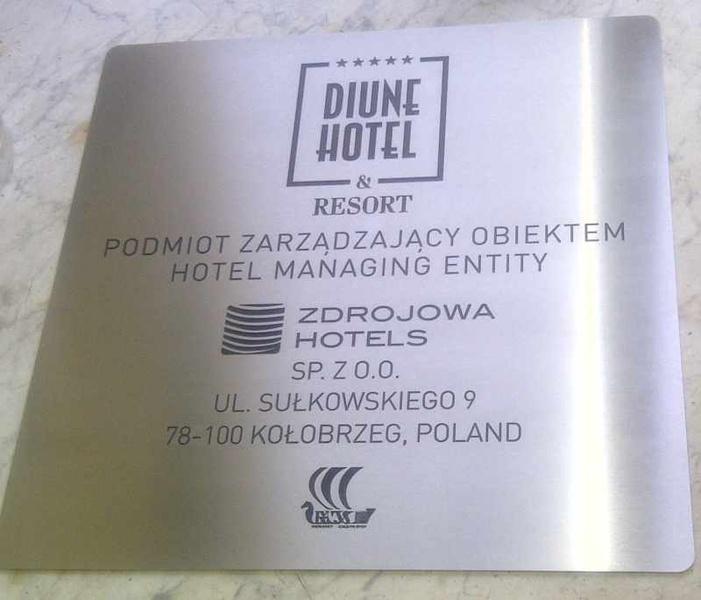 DIUNE
HOTEL
&
RESORT
PODMIOT ZARZĄDZAJĄCY OBIEKTEM
HOTEL MANAGING ENTITY
ZDROJOWA
HOTELS
SP. Z O.O.
UL. SUŁKOWSKIEGO 9
78-100 KOŁOBRZEG, POLAND